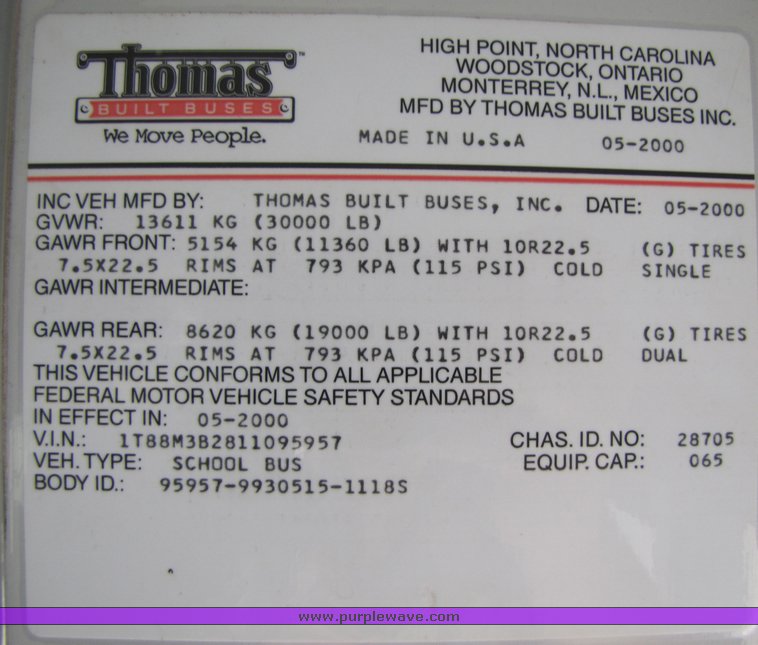 Thomas™
BUILT BUSES
We Move People.
HIGH POINT, NORTH CAROLINA
WOODSTOCK, ONTARIO
MONTERREY, N.L., MEXICO
MFD BY THOMAS BUILT BUSES INC.
MADE IN U.S.A 05-2000
INC VEH MFD BY: THOMAS BUILT BUSES, INC. DATE: 05-2000
GVWR: 13611 KG (30000 LB)
GAWR FRONT: 5154 KG (11360 LB) WITH 10R22.5 (G) TIRES
7.5X22.5 RIMS AT 793 KPA (115 PSI) COLD SINGLE
GAWR INTERMEDIATE:
GAWR REAR: 8620 KG (19000 LB) WITH 10R22.5 (G) TIRES
7.5X22.5 RIMS AT 793 KPA (115 PSI) COLD DUAL
THIS VEHICLE CONFORMS TO ALL APPLICABLE
FEDERAL MOTOR VEHICLE SAFETY STANDARDS
IN EFFECT IN: 05-2000
V.I.N.: 1T88M3B2811095957 CHAS. ID. NO: 28705
VEH. TYPE: SCHOOL BUS EQUIP. CAP.: 065
BODY ID.: 95957-9930515-1118S
www.purplewave.com